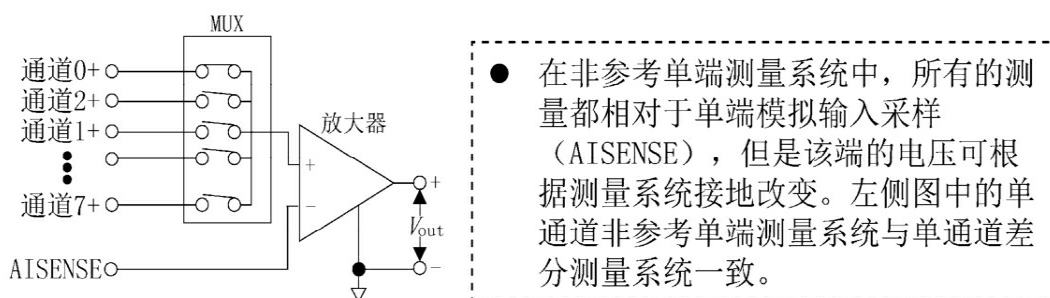 MUX
通道0+
通道2+
通道1+
通道7+
AISENSE
放大器
+
−
+
Vout
−
● 在非参考单端测量系统中，所有的测
量都相对于单端模拟输入采样
（AISENSE），但是该端的电压可根
据测量系统接地改变。左侧图中的单
通道非参考单端测量系统与单通道差
分测量系统一致。